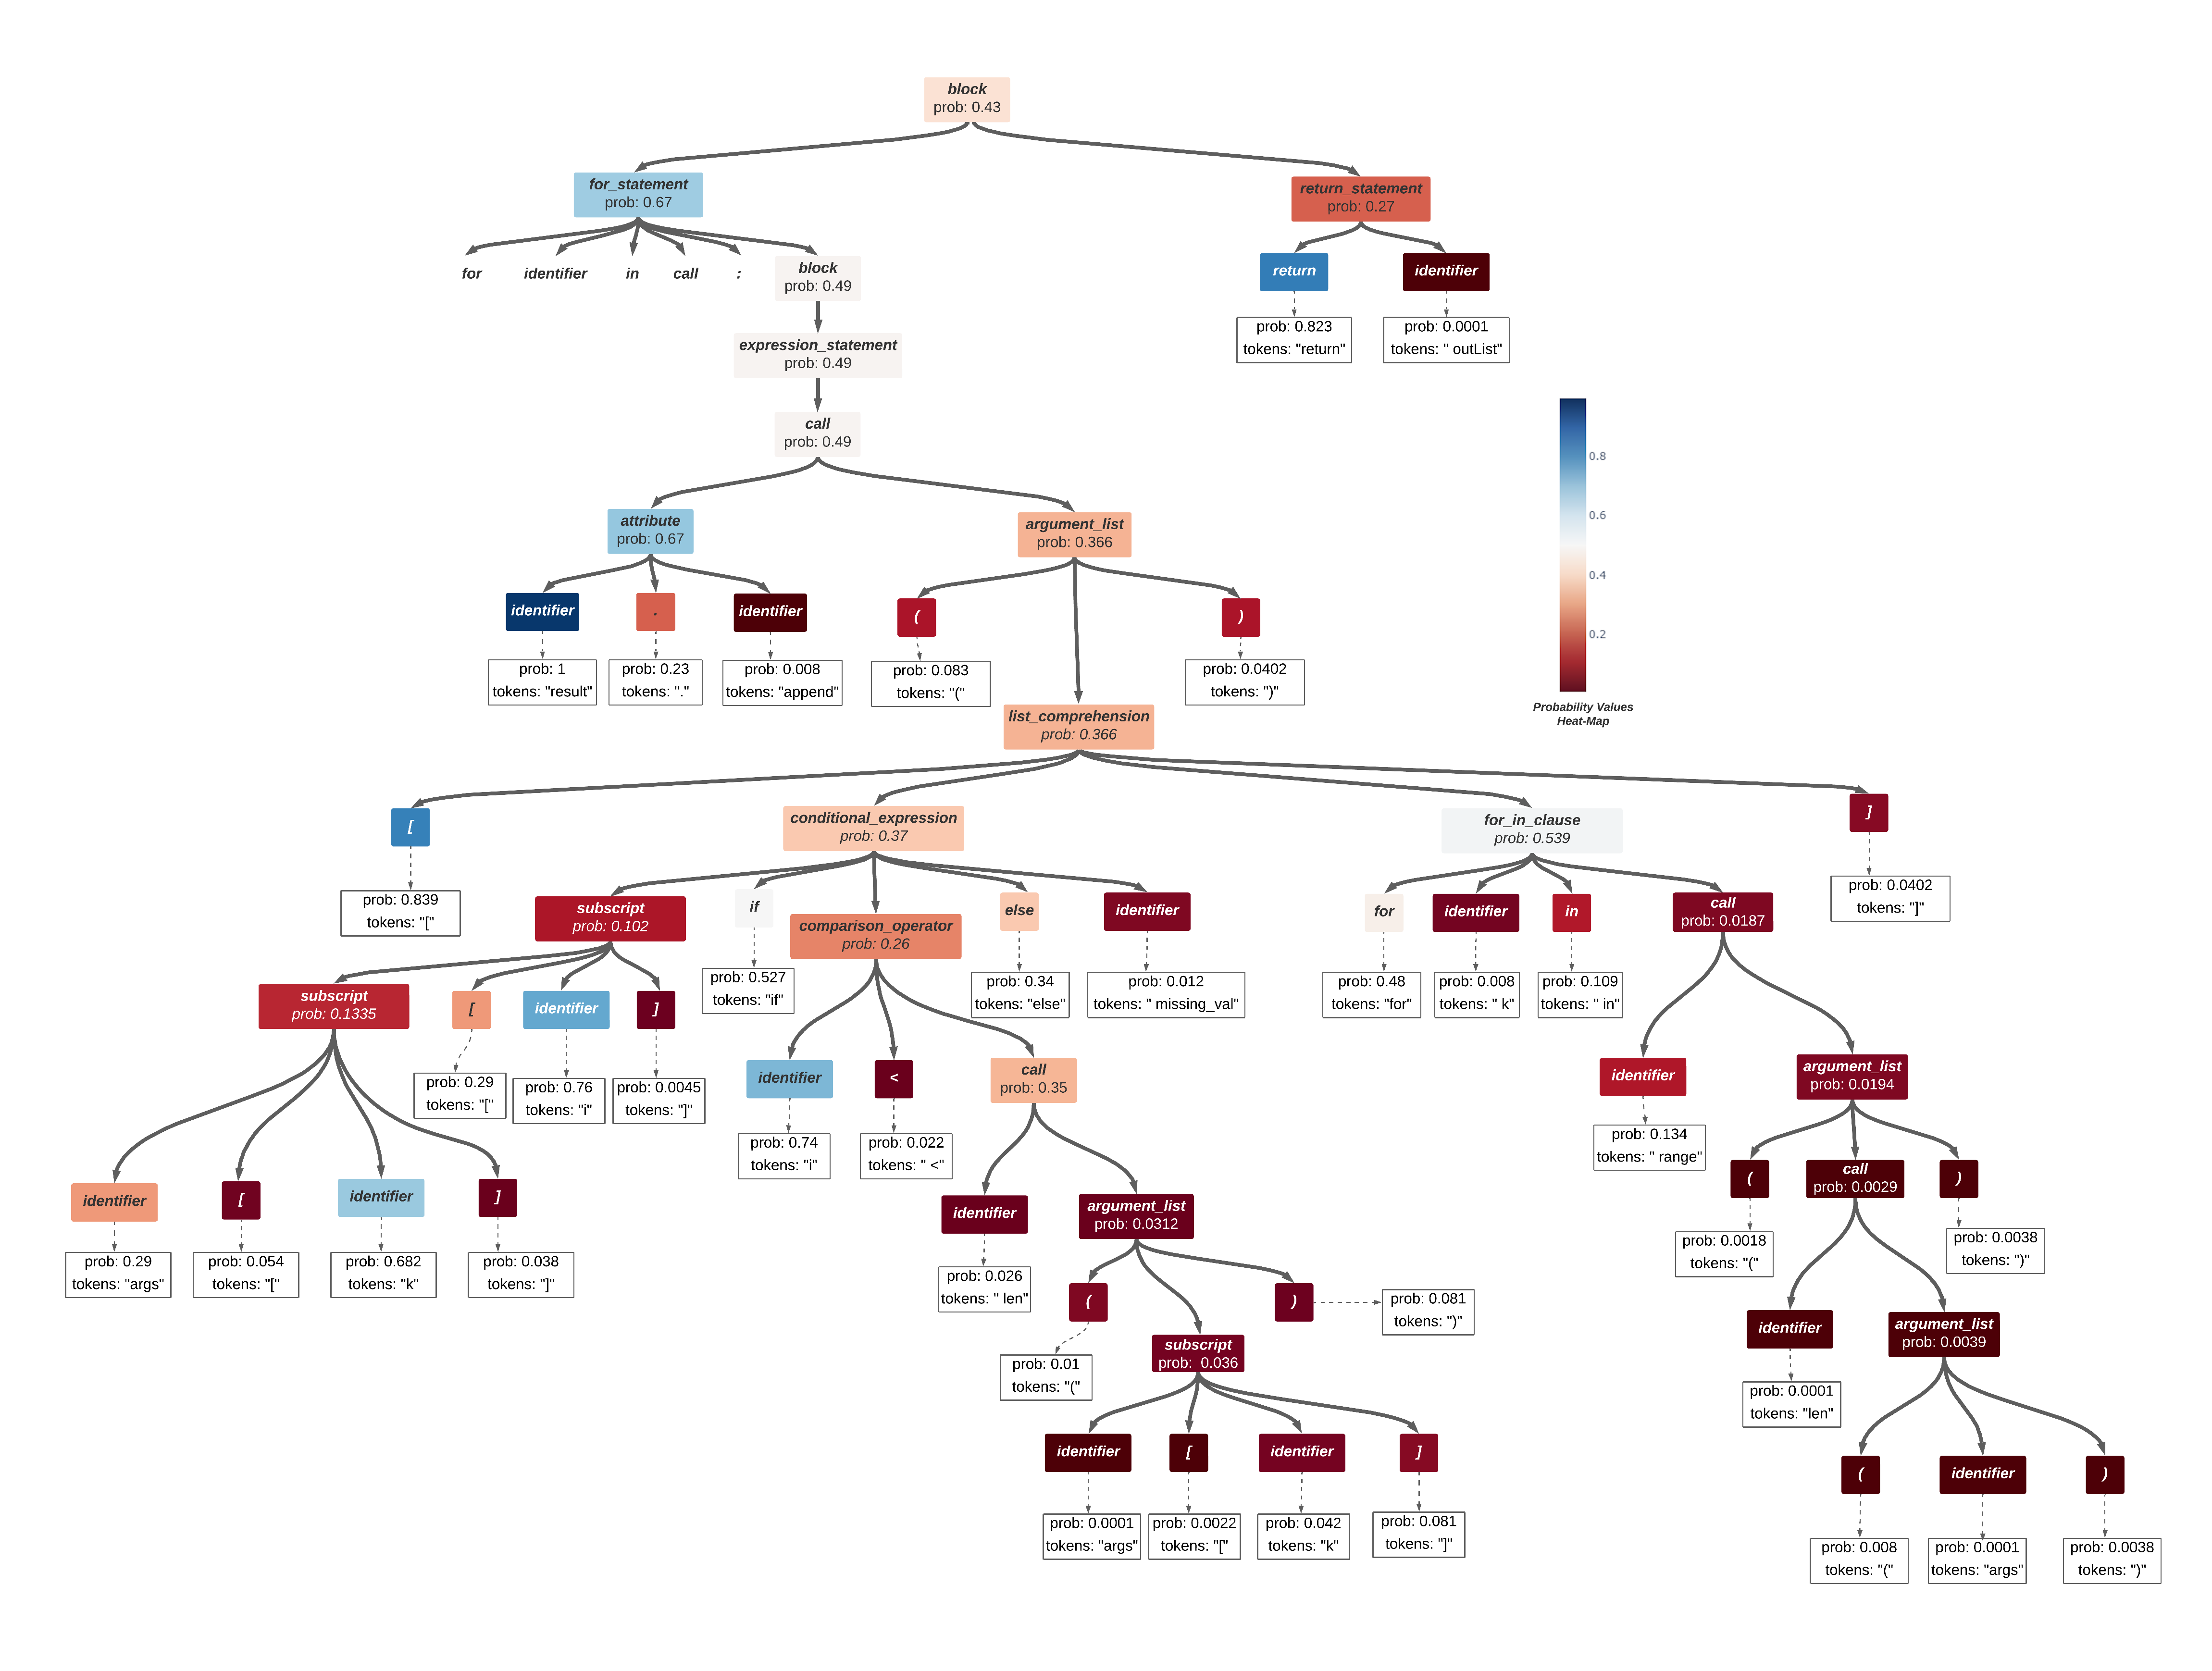 block
prob: 0.43
for_statement
prob: 0.67
return_statement
prob: 0.27
for
identifier
in
call
:
block
prob: 0.49
return
identifier
prob: 0.823
tokens: "return"
prob: 0.0001
tokens: " outList"
expression_statement
prob: 0.49
call
prob: 0.49
0.8
0.6
0.4
0.2
Probability Values
Heat-Map
attribute
prob: 0.67
argument_list
prob: 0.366
identifier
.
identifier
(
)
prob: 1
tokens: "result"
prob: 0.23
tokens: "."
prob: 0.008
tokens: "append"
prob: 0.083
tokens: "("
prob: 0.0402
tokens: ")"
list_comprehension
prob: 0.366
[
conditional_expression
prob: 0.37
for_in_clause
prob: 0.539
]
prob: 0.839
tokens: "["
prob: 0.0402
tokens: "]"
subscript
prob: 0.102
if
comparison_operator
prob: 0.26
else
identifier
for
identifier
in
call
prob: 0.0187
prob: 0.527
tokens: "if"
prob: 0.34
tokens: "else"
prob: 0.012
tokens: " missing_val"
prob: 0.48
tokens: "for"
prob: 0.008
tokens: " k"
prob: 0.109
tokens: " in"
subscript
prob: 0.1335
[
identifier
]
prob: 0.29
tokens: "["
prob: 0.76
tokens: "i"
prob: 0.0045
tokens: "]"
identifier
<
call
prob: 0.35
identifier
argument_list
prob: 0.0194
prob: 0.74
tokens: "i"
prob: 0.022
tokens: " <"
prob: 0.134
tokens: " range"
identifier
[
identifier
]
prob: 0.29
tokens: "args"
prob: 0.054
tokens: "["
prob: 0.682
tokens: "k"
prob: 0.038
tokens: "]"
identifier
argument_list
prob: 0.0312
(
call
prob: 0.0029
)
prob: 0.0018
tokens: "("
prob: 0.0038
tokens: ")"
prob: 0.026
tokens: " len"
(
)
prob: 0.081
tokens: ")"
identifier
argument_list
prob: 0.0039
prob: 0.01
tokens: "("
subscript
prob: 0.036
prob: 0.0001
tokens: "len"
identifier
[
identifier
]
(
identifier
)
prob: 0.0001
tokens: "args"
prob: 0.0022
tokens: "["
prob: 0.042
tokens: "k"
prob: 0.081
tokens: "]"
prob: 0.008
tokens: "("
prob: 0.0001
tokens: "args"
prob: 0.0038
tokens: ")"